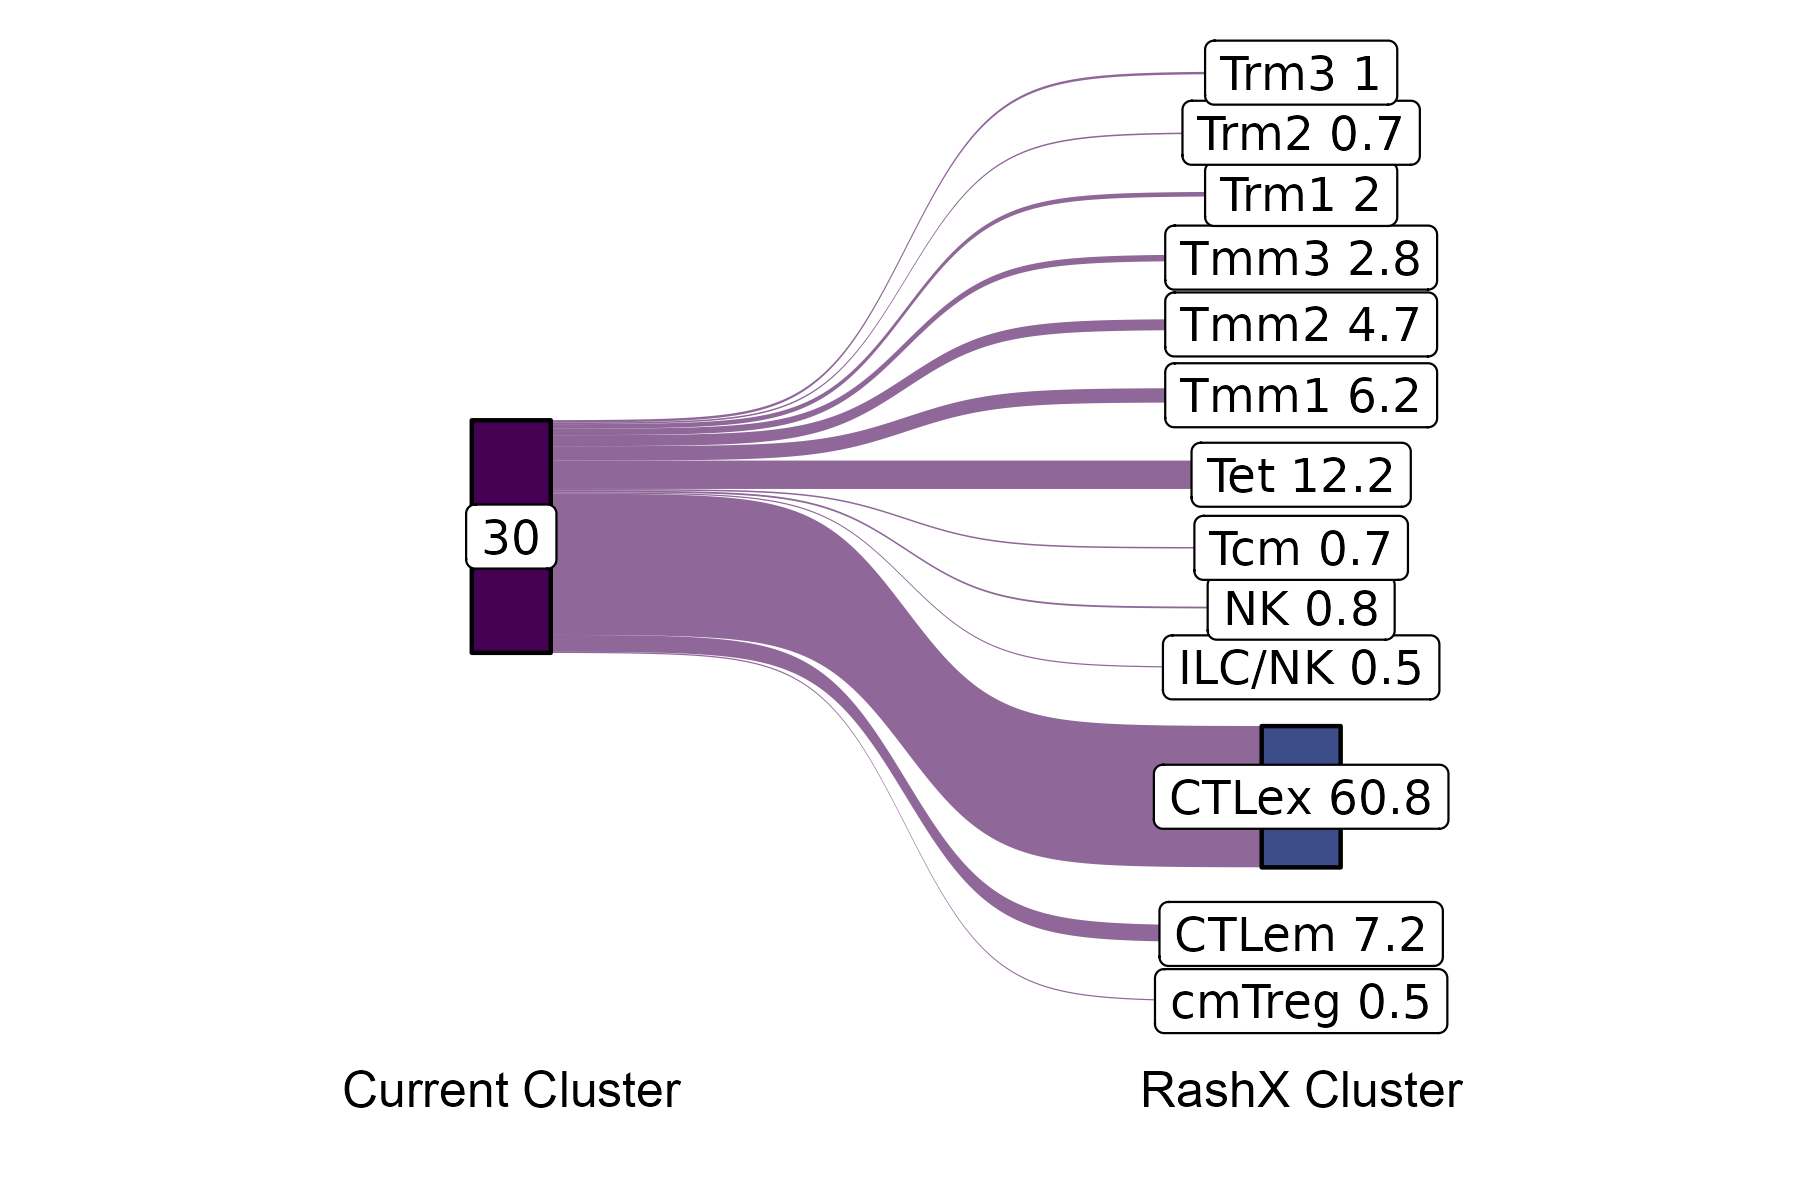 Trm3 1
Trm2 0.7
Trm1 2
Tmm3 2.8
Tmm2 4.7
Tmm1 6.2
Tet 12.2
30
Tcm 0.7
NK 0.8
ILC/NK 0.5
CTLex 60.8
CTLem 7.2
cmTreg 0.5
Current Cluster
RashX Cluster